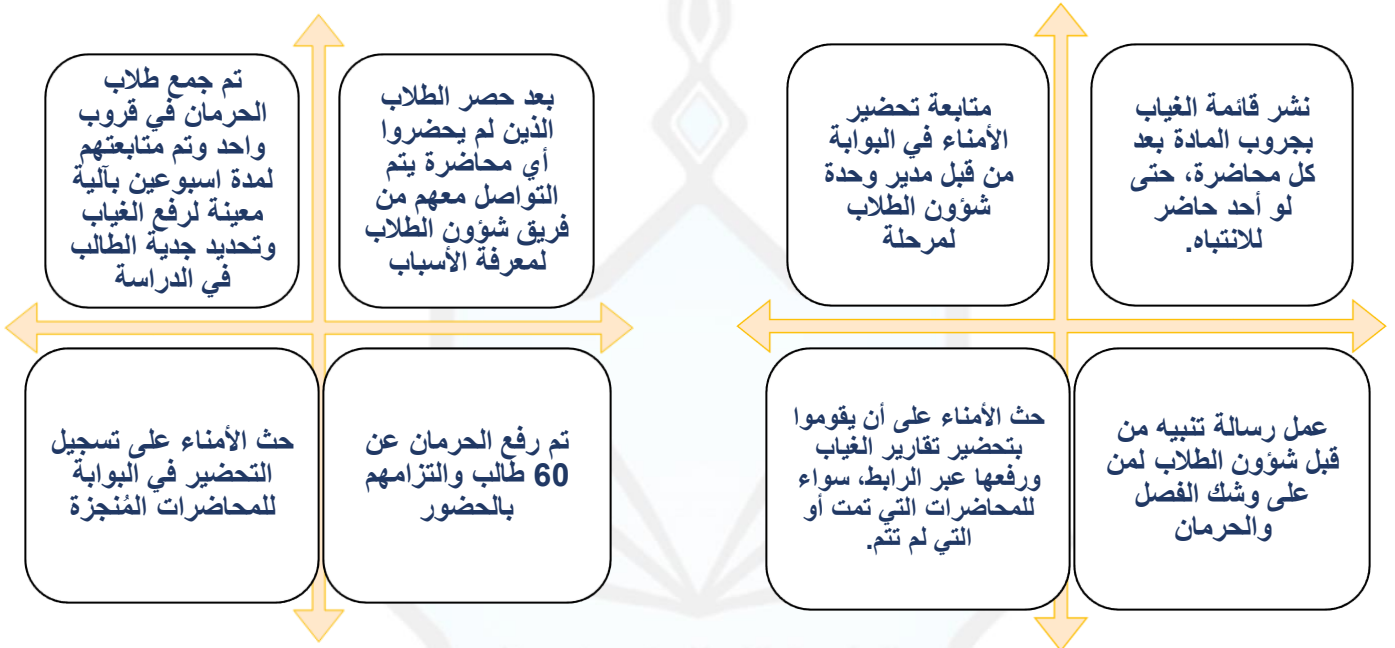 نشر قائمة الغياب
بجروب المادة بعد
كل محاضرة، حتى
لو أحد حاضر
للانتباه.
متابعة تحضير
الأمناء في البوابة
من قبل مدير وحدة
شؤون الطلاب
لمرحلة
عمل رسالة تنبيه من
قبل شؤون الطلاب لمن
على وشك الفصل
والحرمان
حث الأمناء على أن يقوموا
بتحضير تقارير الغياب
ورفعها عبر الرابط، سواء
للمحاضرات التي تمت أو
التي لم تتم.
بعد حصر الطلاب
الذين لم يحضروا
أي محاضرة يتم
التواصل معهم من
فريق شؤون الطلاب
لمعرفة الأسباب
تم جمع طلاب
الحرمان في قروب
واحد وتم متابعتهم
لمدة اسبوعين بآلية
معينة لرفع الغياب
وتحديد جدية الطالب
في الدراسة
تم رفع الحرمان عن
60 طالب والتزامهم
بالحضور
حث الأمناء على تسجيل
التحضير في البوابة
للمحاضرات المُنجزة